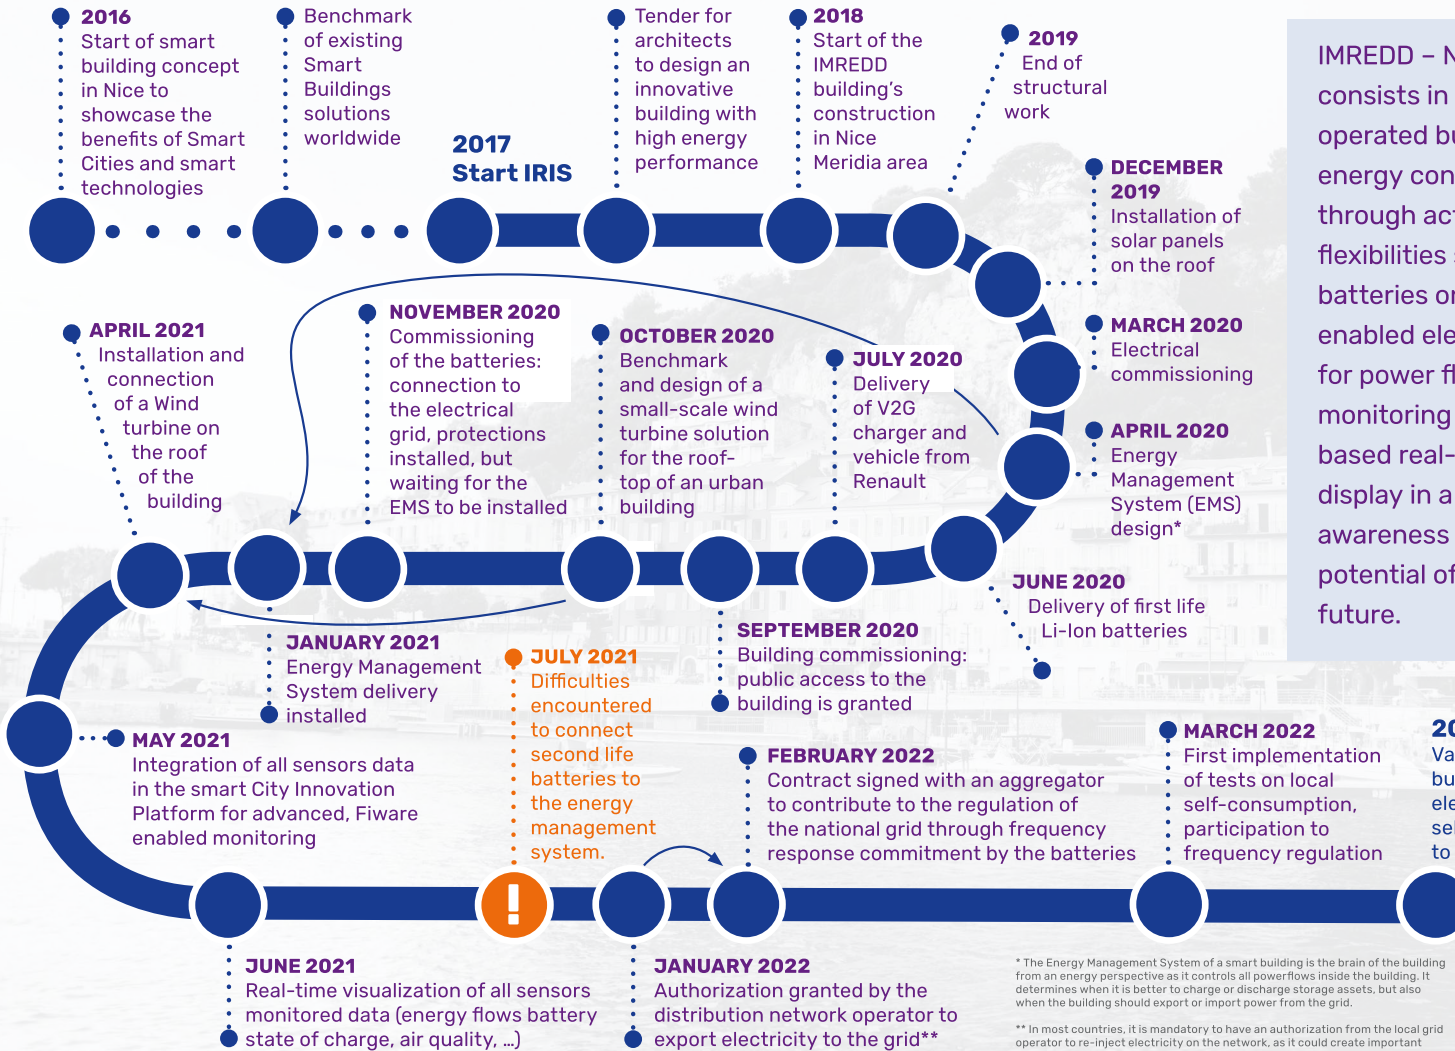 2016
Start of smart
building concept
in Nice to
showcase the
benefits of Smart
Cities and smart
technologies
Benchmark
of existing
Smart
Buildings
solutions
worldwide
2017
Start IRIS
Tender for
architects
to design an
innovative
building with
high energy
performance
2018
Start of the
IMREDD
building's
construction
in Nice
Meridia area
2019
End of
structural
work
DECEMBER
2019
Installation of
solar panels
on the roof
MARCH 2020
Electrical
commissioning
APRIL 2020
Energy
Management
System (EMS)
design*
JUNE 2020
Delivery of first life
Li-Ion batteries
JULY 2020
Delivery
of V2G
charger and
vehicle from
Renault
SEPTEMBER 2020
Building commissioning:
public access to the
building is granted
OCTOBER 2020
Benchmark
and design of a
small-scale wind
turbine solution
for the roof-
top of an urban
building
NOVEMBER 2020
Commissioning
of the batteries:
connection to
the electrical
grid, protections
installed, but
waiting for the
EMS to be installed
JANUARY 2021
Energy Management
System delivery
installed
APRIL 2021
Installation and
connection
of a Wind
turbine on
the roof
of the
building
MAY 2021
Integration of all sensors data
in the smart City Innovation
Platform for advanced, Fiware
enabled monitoring
JUNE 2021
Real-time visualization of all sensors
monitored data (energy flows battery
state of charge, air quality, …)
JULY 2021
Difficulties
encountered
to connect
second life
batteries to
the energy
management
system.
!
JANUARY 2022
Authorization granted by the
distribution network operator to
export electricity to the grid**
FEBRUARY 2022
Contract signed with an aggregator
to contribute to the regulation of
the national grid through frequency
response commitment by the batteries
MARCH 2022
First implementation
of tests on local
self-consumption,
participation to
frequency regulation
to
IMREDD – N
consists in
operated bu
energy con
through act
flexibilities
batteries or
enabled ele
for power fl
monitoring
based real-
display in a
awareness
potential of
future.
* The Energy Management System of a smart building is the brain of the building
from an energy perspective as it controls all powerflows inside the building. It
determines when it is better to charge or discharge storage assets, but also
when the building should export or import power from the grid.
** In most countries, it is mandatory to have an authorization from the local grid
operator to re-inject electricity on the network, as it could create important